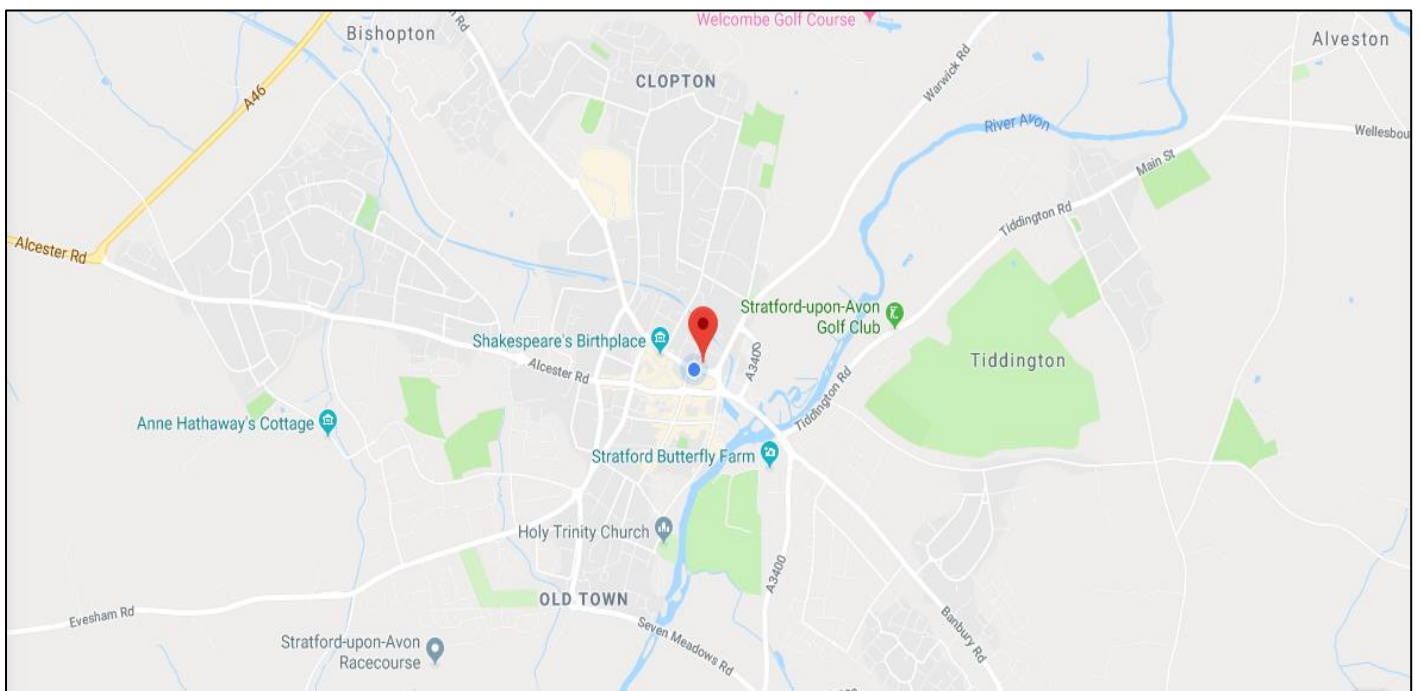 Welcombe Golf Course
Bishopton
Alveston
CLOPTON
Warwick Rd
A46
River Avon
Wellesbou
Main St
Tiddington Rd
Alcester Rd
Stratford-upon-Avon
Golf Club
Shakespeare's Birthplace
A3400
Tiddington
Alcester Rd
Tiddington Rd
Anne Hathaway's Cottage
Stratford Butterfly Farm
Holy Trinity Church
A3400
OLD TOWN
Evesham Rd
Banbury Rd
Seven Meadows Rd
Stratford-upon-Avon
Racecourse